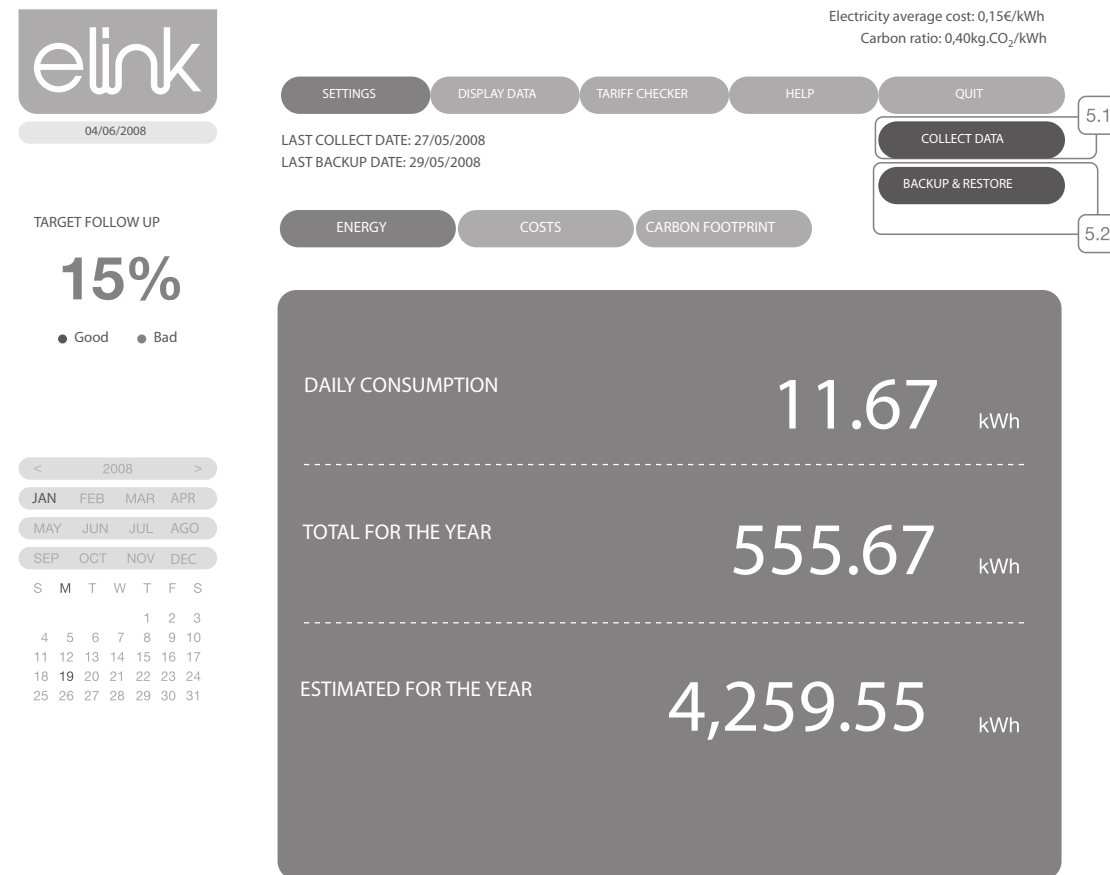 elink
04/06/2008
Electricity average cost: 0,15€/kWh
Carbon ratio: 0,40kg.CO₂/kWh
SETTINGS DISPLAY DATA TARIFF CHECKER HELP QUIT
5.1
LAST COLLECT DATE: 27/05/2008
COLLECT DATA
LAST BACKUP DATE: 29/05/2008
BACKUP & RESTORE
5.2
TARGET FOLLOW UP
15%
Good Bad
ENERGY COSTS CARBON FOOTPRINT
DAILY CONSUMPTION 11.67 kWh
TOTAL FOR THE YEAR 555.67 kWh
ESTIMATED FOR THE YEAR 4,259.55 kWh
< 2008 >
JAN FEB MAR APR
MAY JUN JUL AGO
SEP OCT NOV DEC
S M T W T F S
1 2 3
4 5 6 7 8 9 10
11 12 13 14 15 16 17
18 19 20 21 22 23 24
25 26 27 28 29 30 31